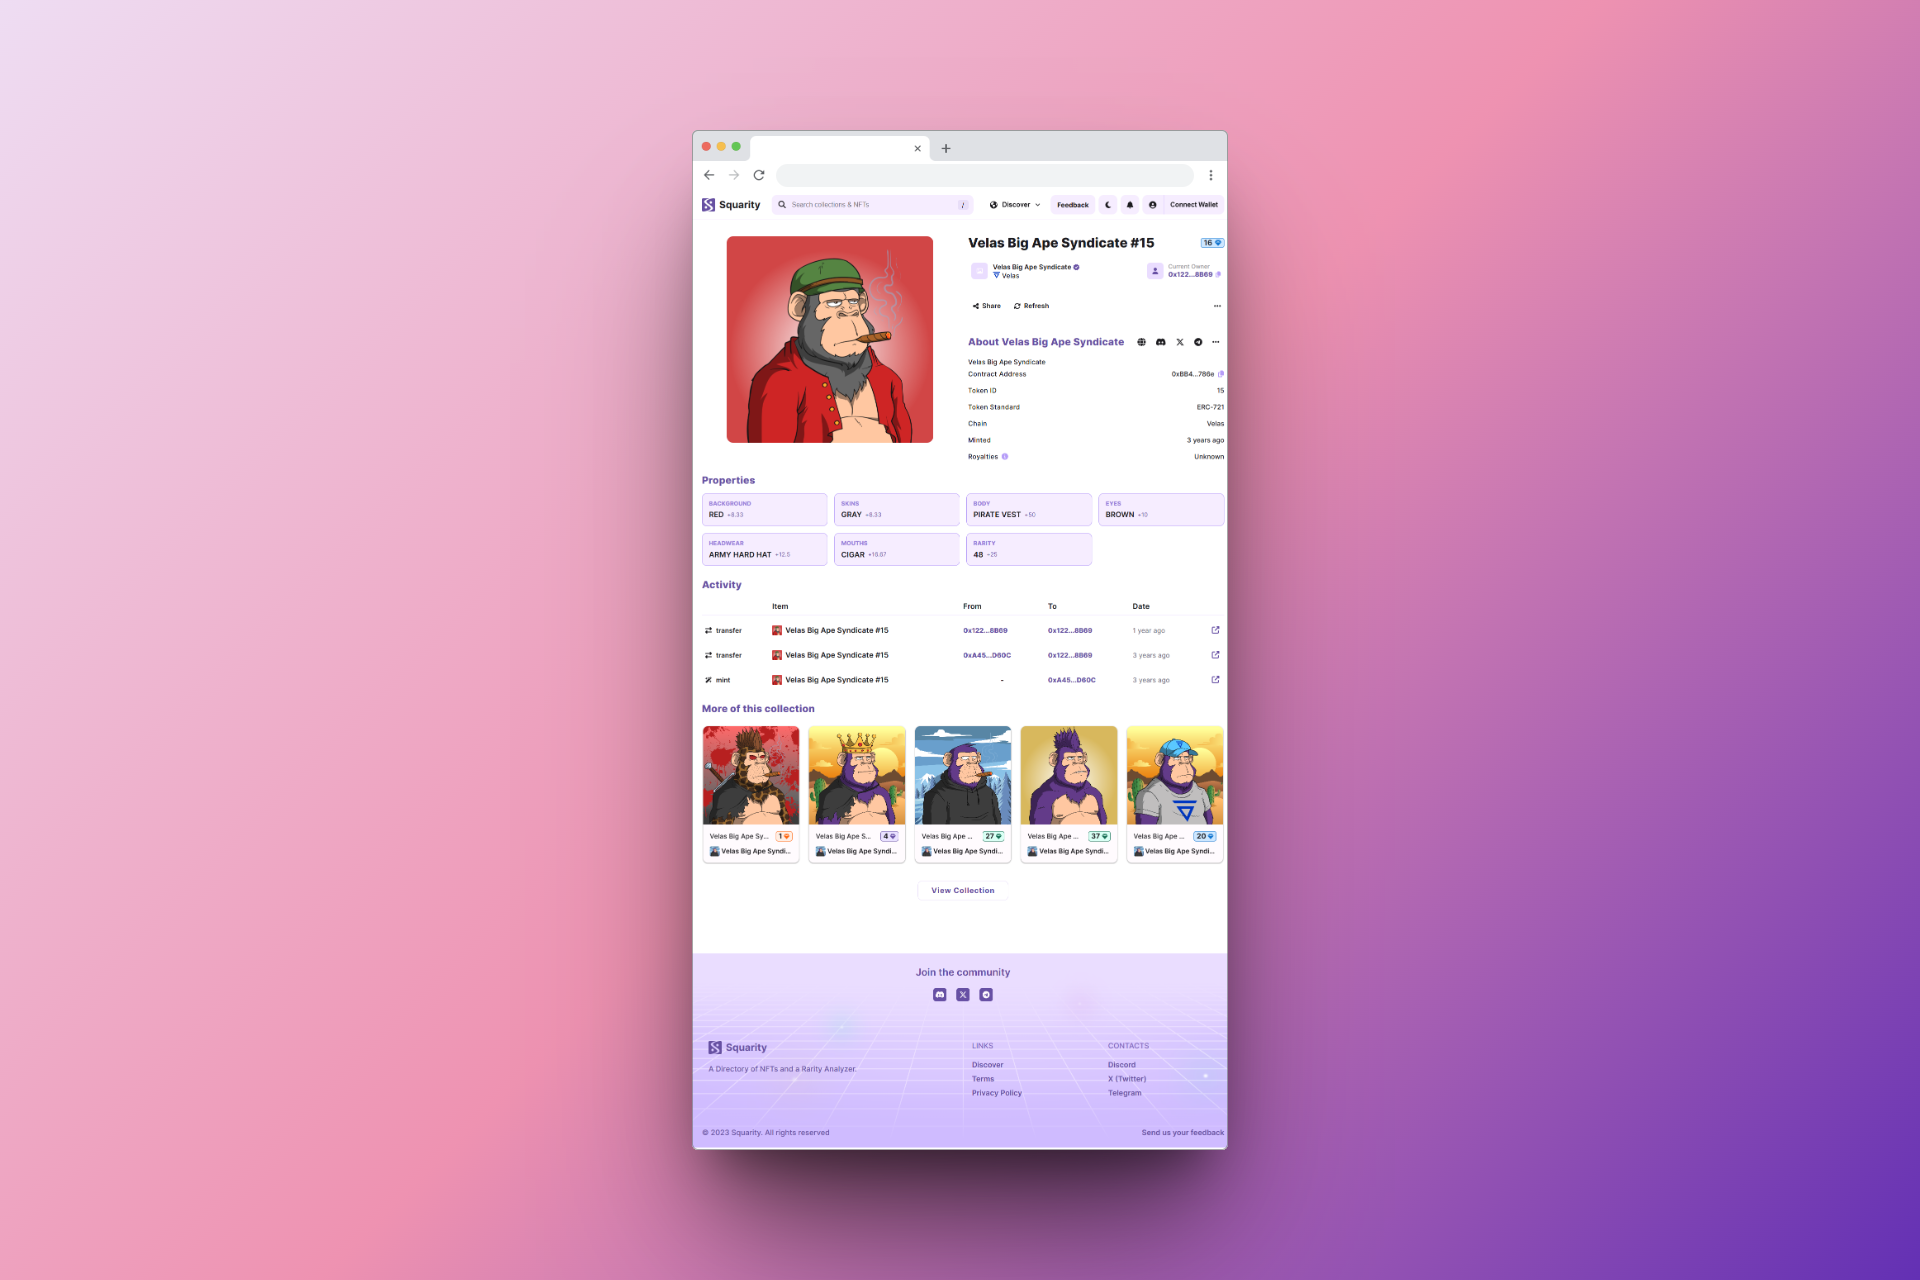 Squarity
Search colections & NFTs /
Discover
Feedback
Connect Wallet
Velas Big Ape Syndicate #15
16
Velas Big Ape Syndicate
Velas
Current Owner
0x122...8B69
Share
Refresh
About Velas Big Ape Syndicate
Velas Big Ape Syndicate
Contract Address 0xBB4...786e
Token ID 15
Token Standard ERC-721
Chain Velas
Minted 3 years ago
Royalties Unknown
Properties
BACKGROUND
RED +8.33
SKINS
GRAY +8.33
BODY
PIRATE VEST +50
EYES
BROWN +10
HEADWEAR
ARMY HARD HAT +12.5
MOUTHS
CIGAR +16.67
RARITY
48 +25
Activity
Item From To Date
transfer Velas Big Ape Syndicate #15 0x122...8B69 0x122...8B69 1 year ago
transfer Velas Big Ape Syndicate #15 0xA45...D60C 0x122...8B69 3 years ago
mint Velas Big Ape Syndicate #15 - 0xA45...D60C 3 years ago
More of this collection
Velas Big Ape Sy... 1
Velas Big Ape Syndi...
Velas Big Ape S... 4
Velas Big Ape Syndi...
Velas Big Ape ... 27
Velas Big Ape Syndi...
Velas Big Ape ... 37
Velas Big Ape Syndi...
Velas Big Ape ... 20
Velas Big Ape Syndi...
View Collection
Join the community
Squarity
A Directory of NFTs and a Rarity Analyzer.
LINKS
Discover
Terms
Privacy Policy
CONTACTS
Discord
X (Twitter)
Telegram
© 2023 Squarity. All rights reserved
Send us your feedback